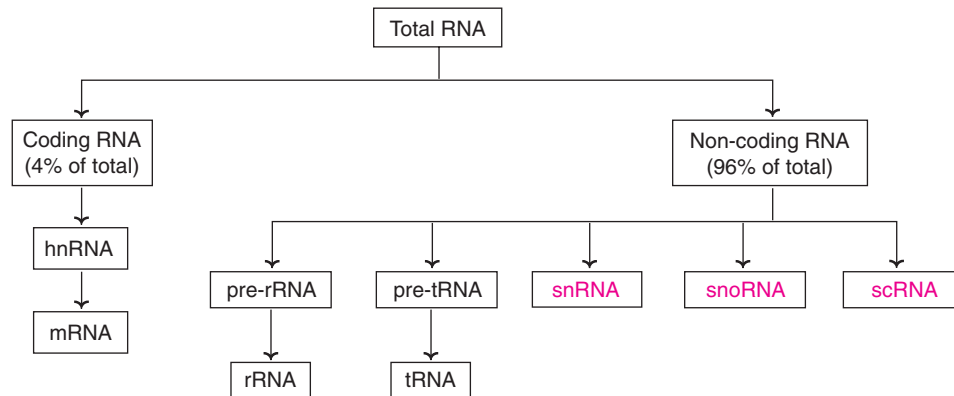 Total RNA
Coding RNA
(4% of total)
Non-coding RNA
(96% of total)
hnRNA
mRNA
pre-rRNA
pre-tRNA
snRNA
snoRNA
scRNA
rRNA
tRNA